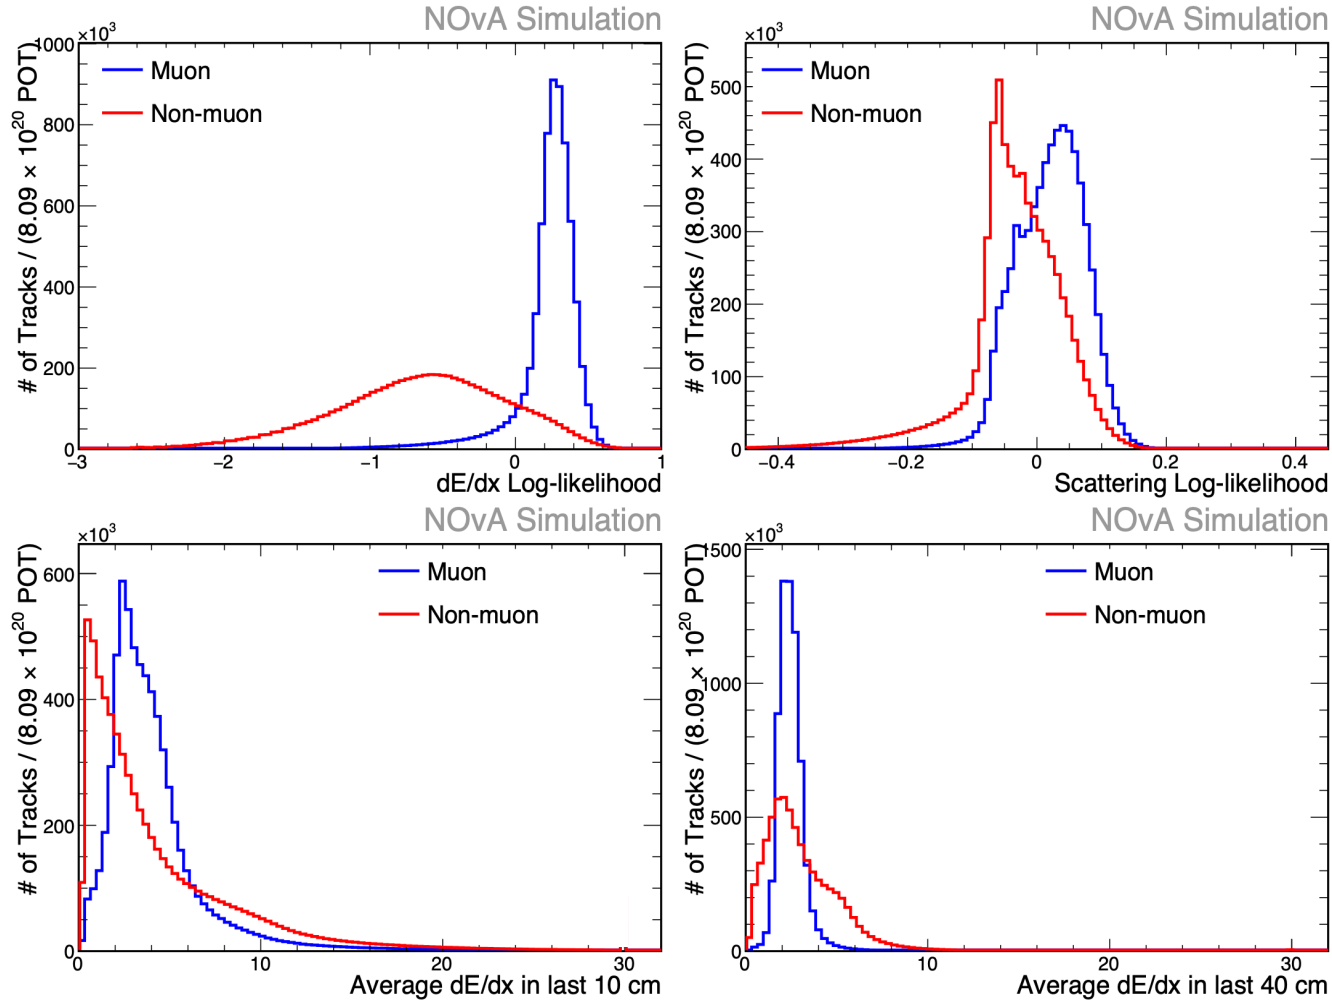 NOvA Simulation
×10³
# of Tracks / (8.09 × 10²⁰ POT)
1000
800
600
400
200
0
Muon
Non-muon
−3 −2 −1 0 1
dE/dx Log-likelihood
NOvA Simulation
×10³
# of Tracks / (8.09 × 10²⁰ POT)
500
400
300
200
100
0
Muon
Non-muon
−0.4 −0.2 0 0.2 0.4
Scattering Log-likelihood
NOvA Simulation
×10³
# of Tracks / (8.09 × 10²⁰ POT)
600
400
200
0
Muon
Non-muon
0 10 20 30
Average dE/dx in last 10 cm
NOvA Simulation
×10³
# of Tracks / (8.09 × 10²⁰ POT)
1500
1000
500
0
Muon
Non-muon
0 10 20 30
Average dE/dx in last 40 cm